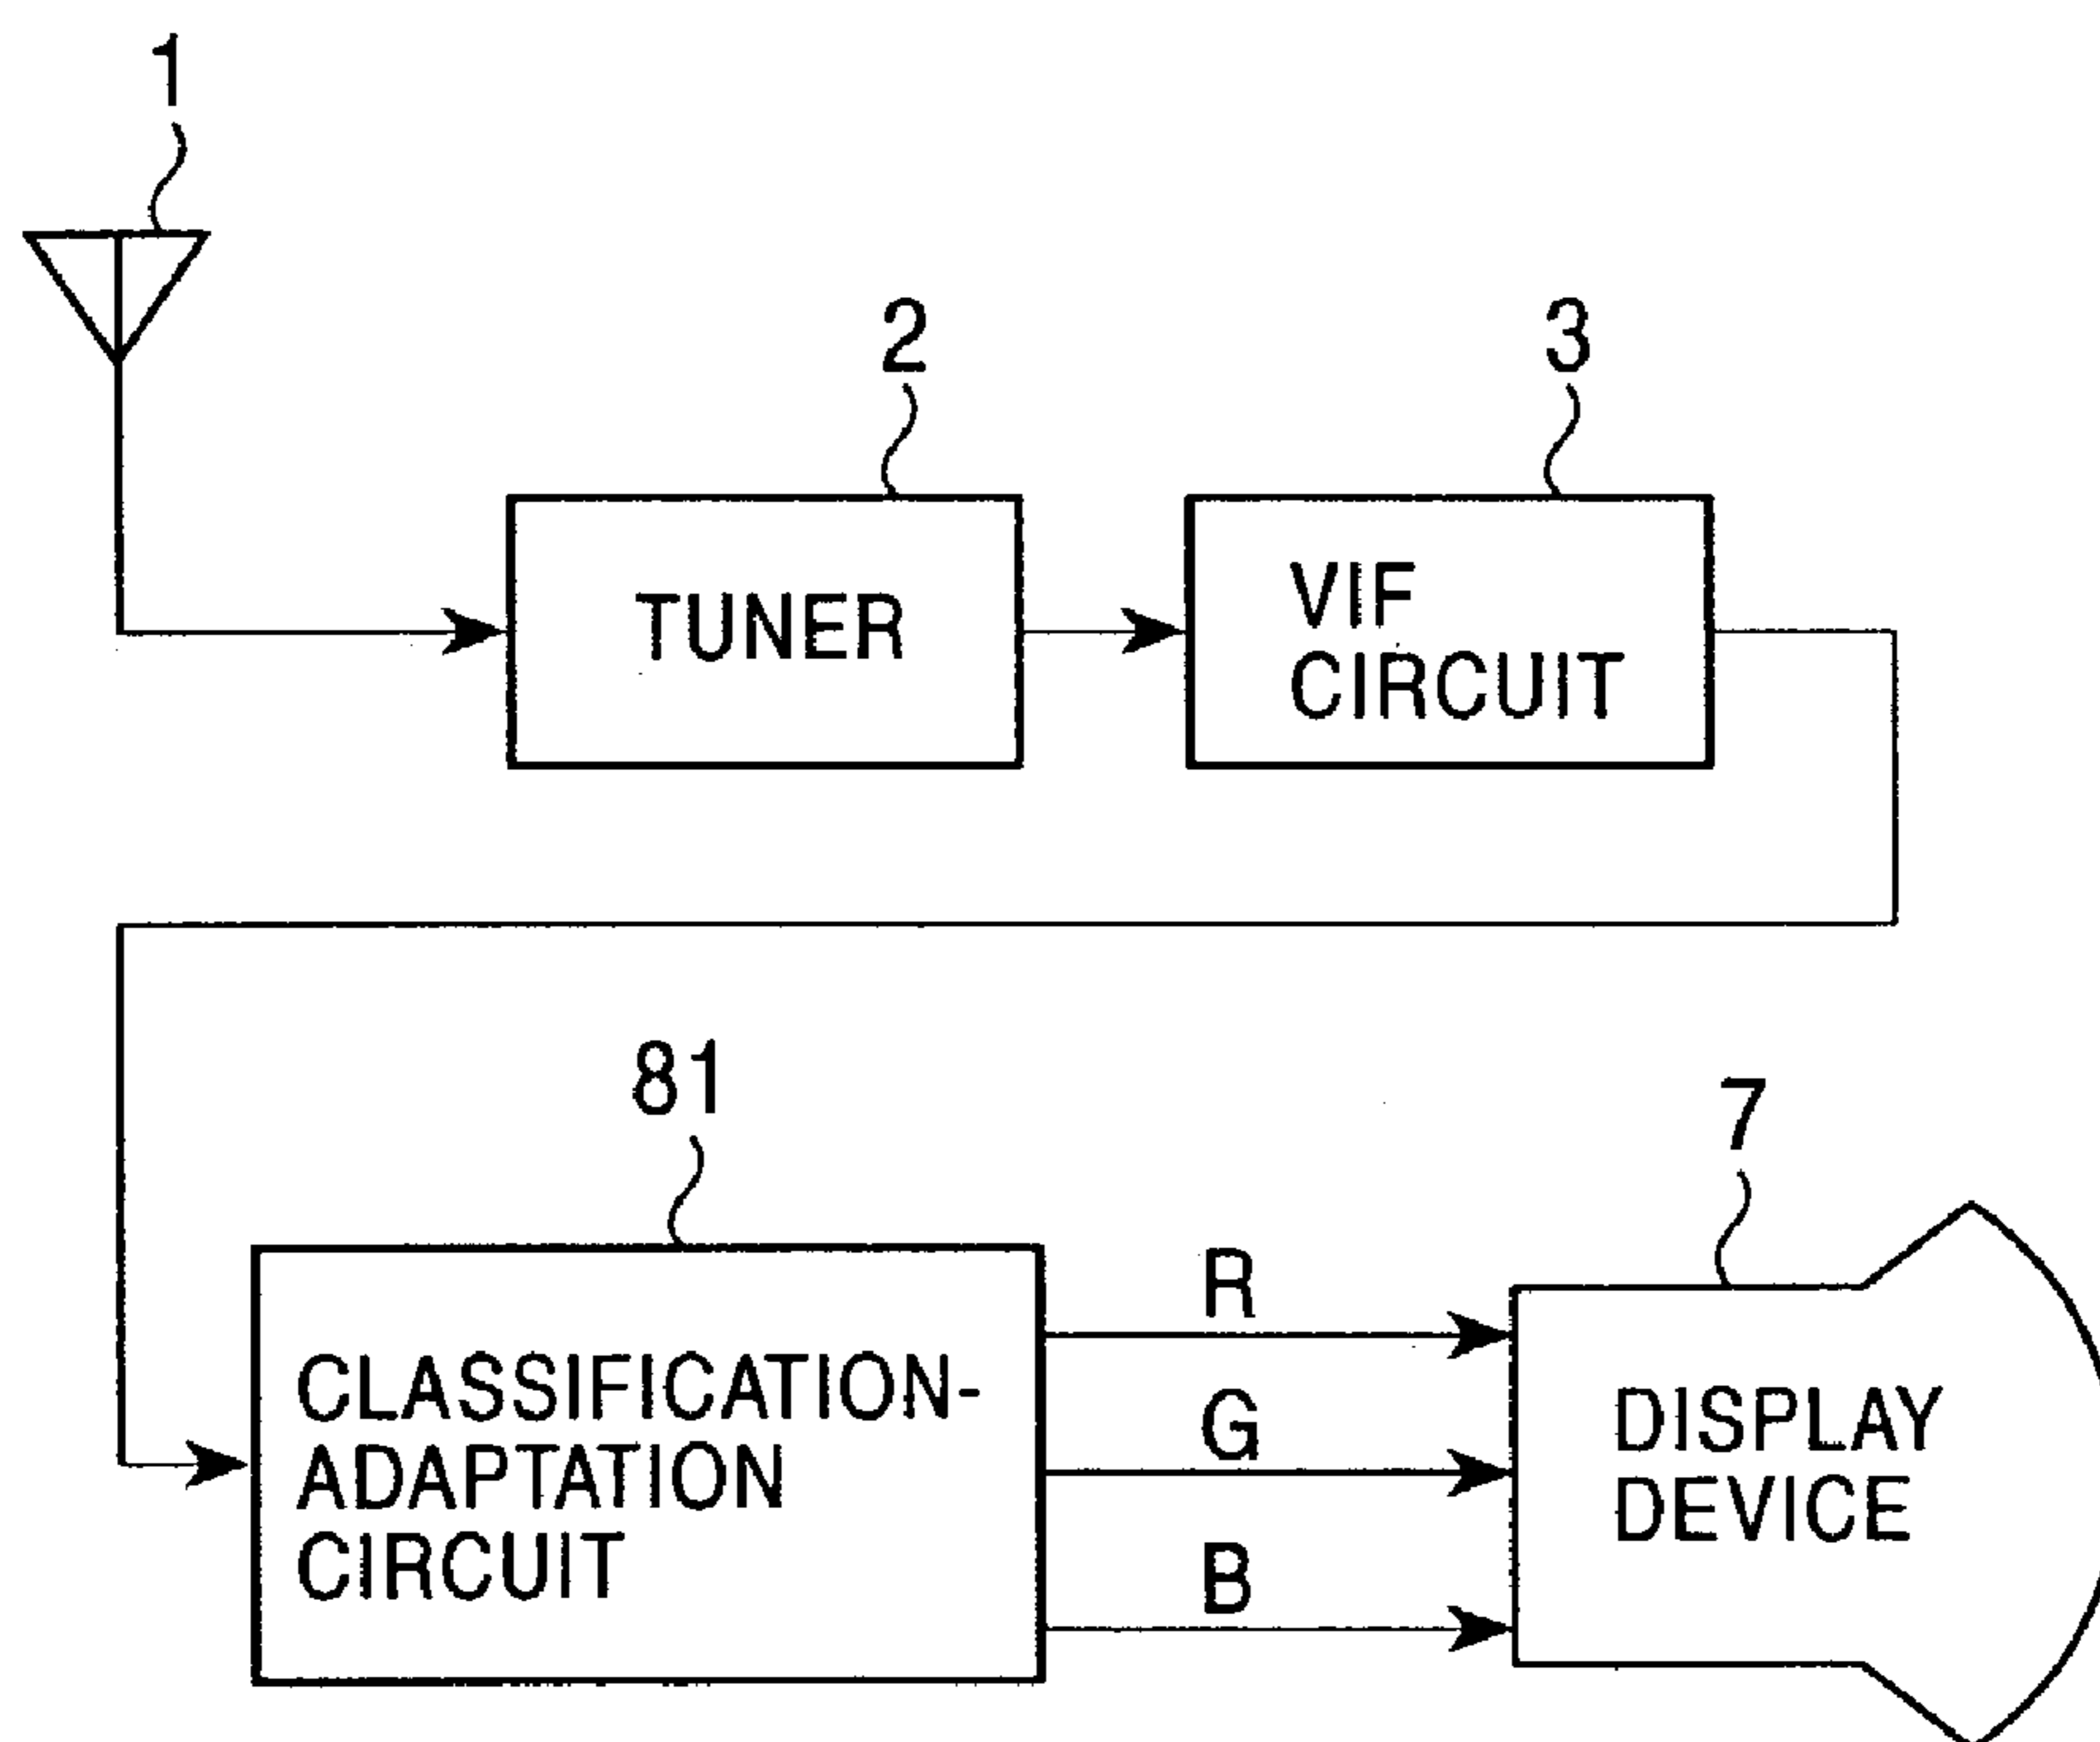 1
2
3
TUNER
VIF
CIRCUIT
81
7
CLASSIFICATION-
ADAPTATION
CIRCUIT
R
G
B
DISPLAY
DEVICE